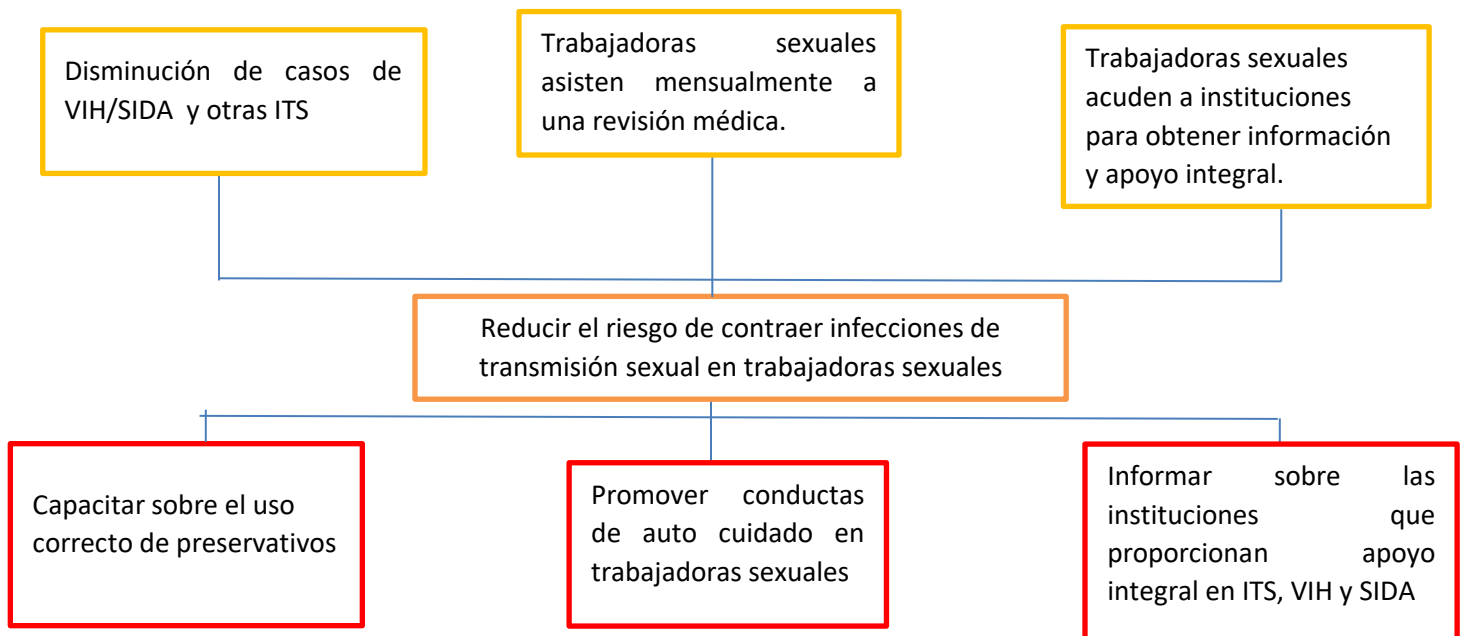 Disminución de casos de
VIH/SIDA y otras ITS
Trabajadoras sexuales
asisten mensualmente a
una revisión médica.
Trabajadoras sexuales
acuden a instituciones
para obtener información
y apoyo integral.
Reducir el riesgo de contraer infecciones de
transmisión sexual en trabajadoras sexuales
Capacitar sobre el uso
correcto de preservativos
Promover conductas
de auto cuidado en
trabajadoras sexuales
Informar sobre las
instituciones que
proporcionan apoyo
integral en ITS, VIH y SIDA